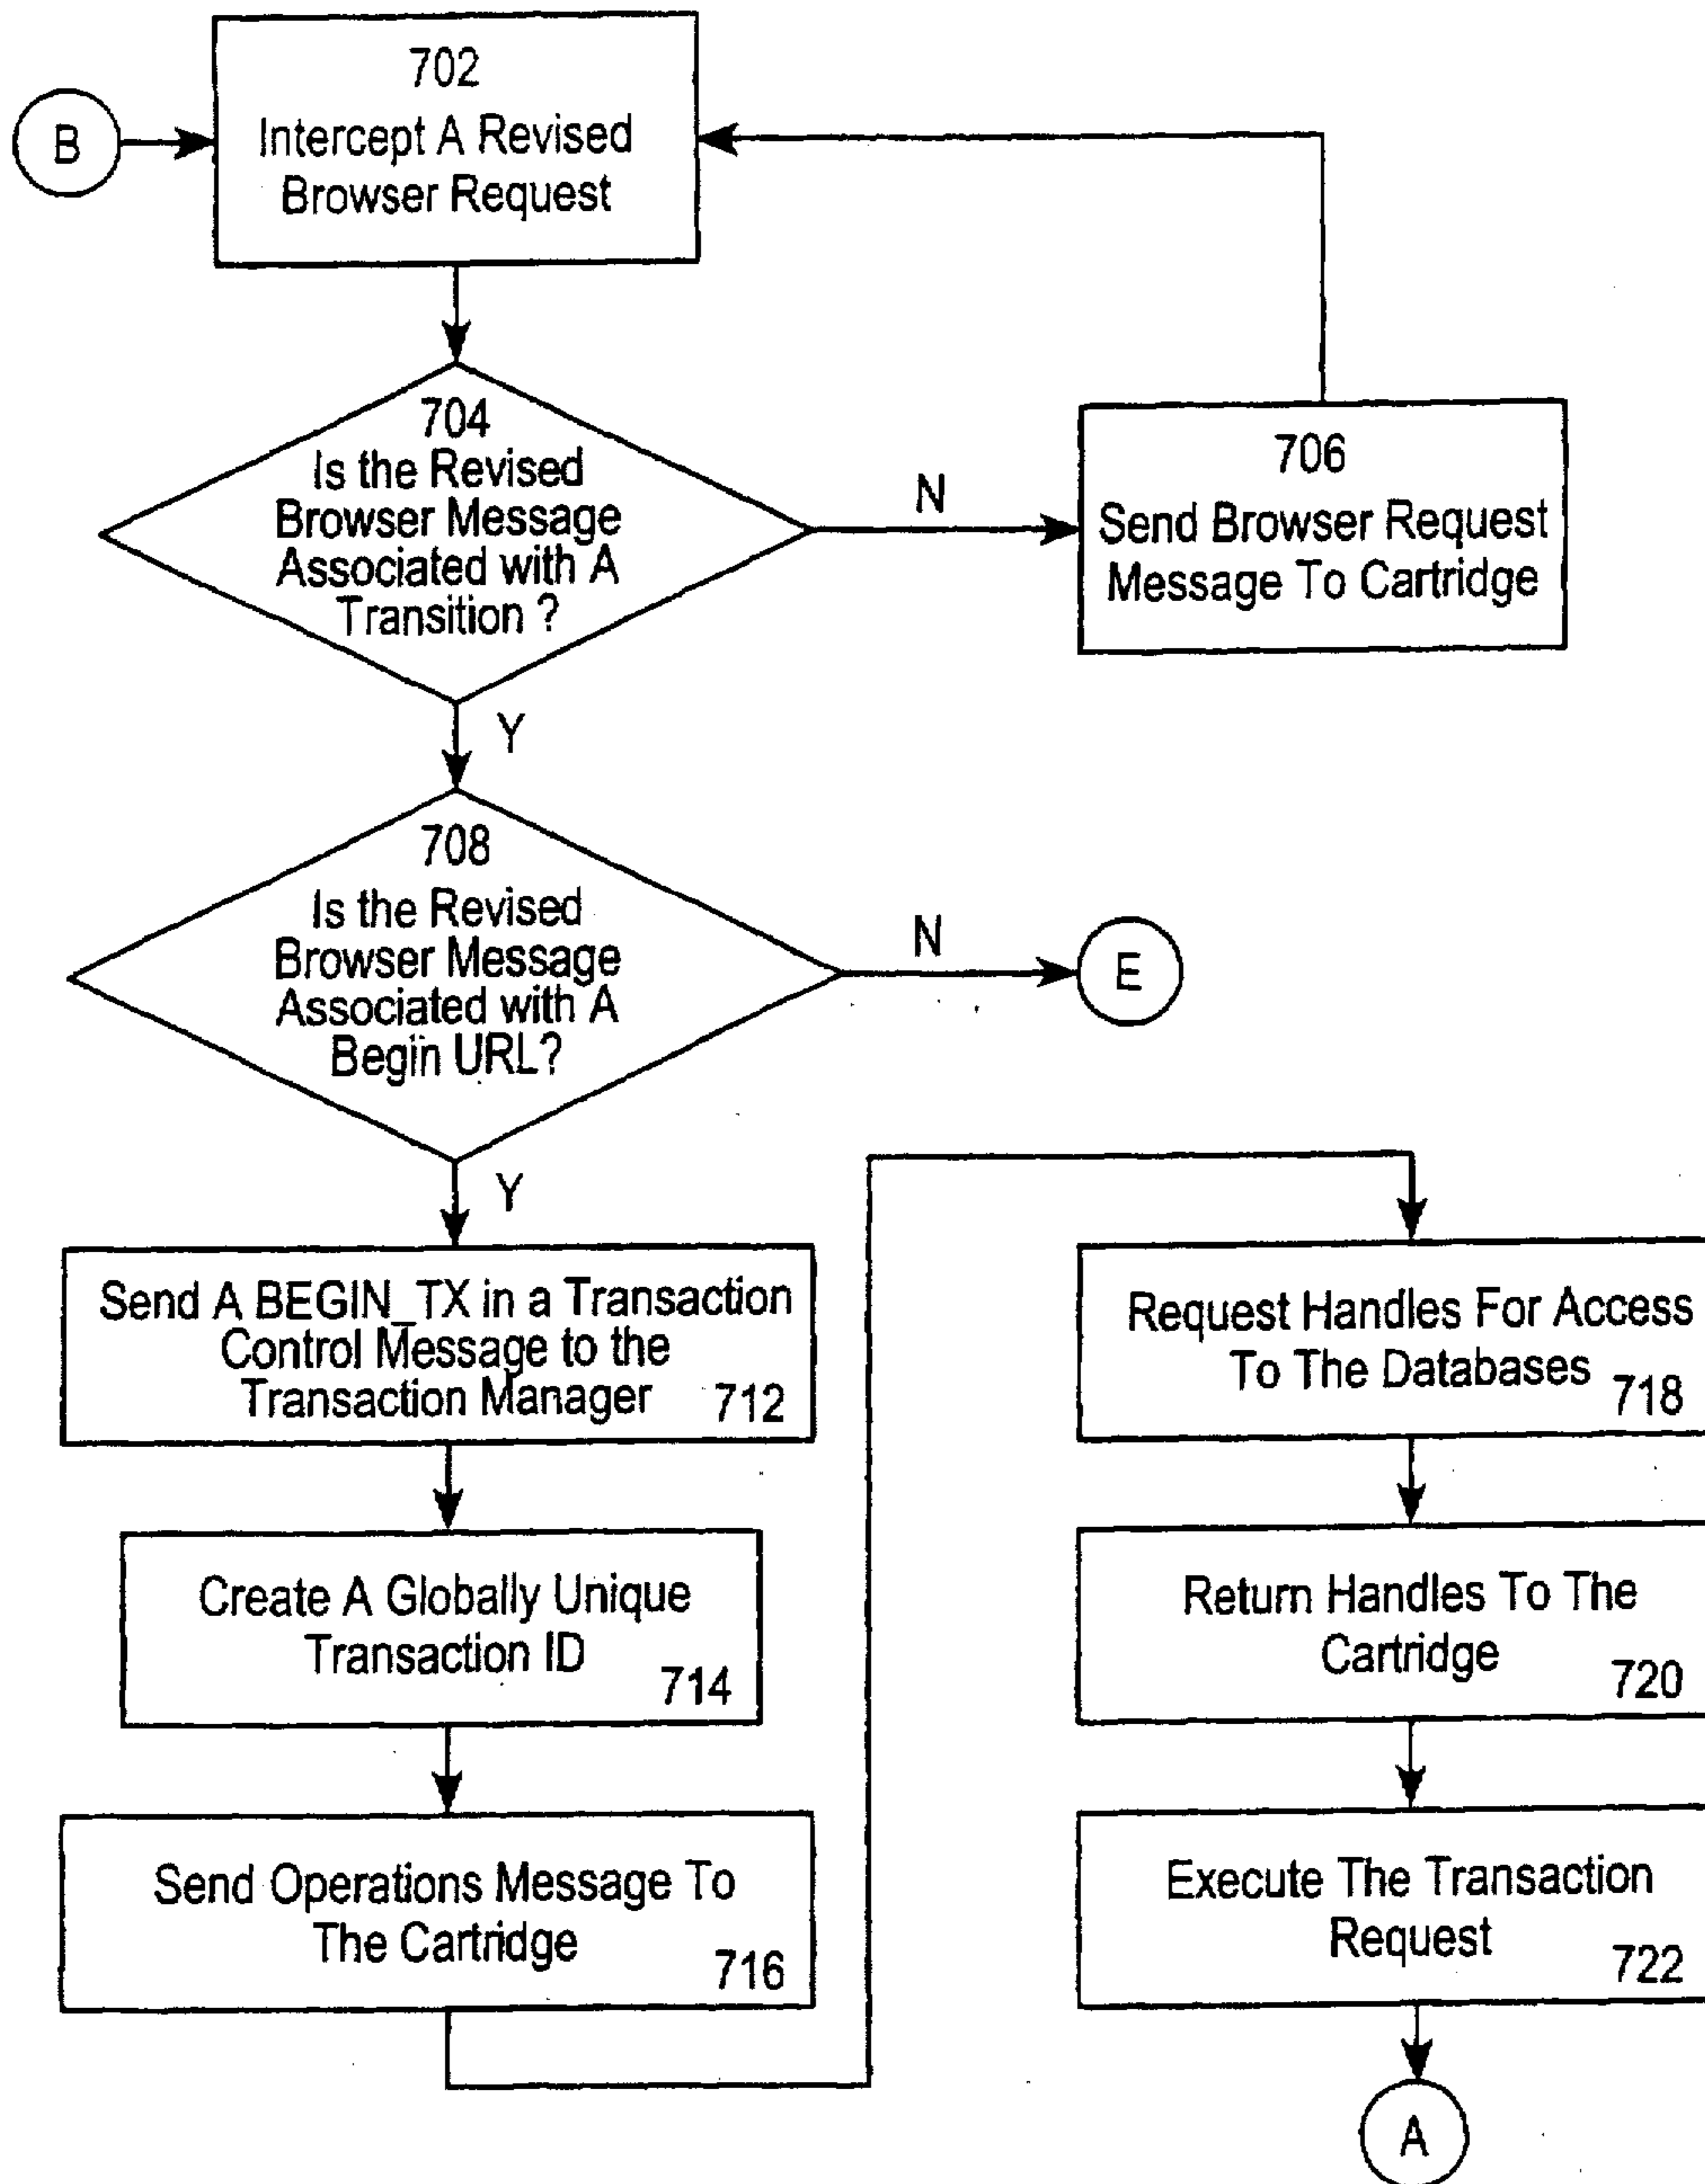 702
Intercept A Revised
Browser Request
B
704
Is the Revised
Browser Message
Associated with A
Transition ?
N
706
Send Browser Request
Message To Cartridge
Y
708
Is the Revised
Browser Message
Associated with A
Begin URL?
N
E
Y
Send A BEGIN_TX in a Transaction
Control Message to the
Transaction Manager
712
Create A Globally Unique
Transaction ID
714
Send Operations Message To
The Cartridge
716
Request Handles For Access
To The Databases
718
Return Handles To The
Cartridge
720
Execute The Transaction
Request
722
A